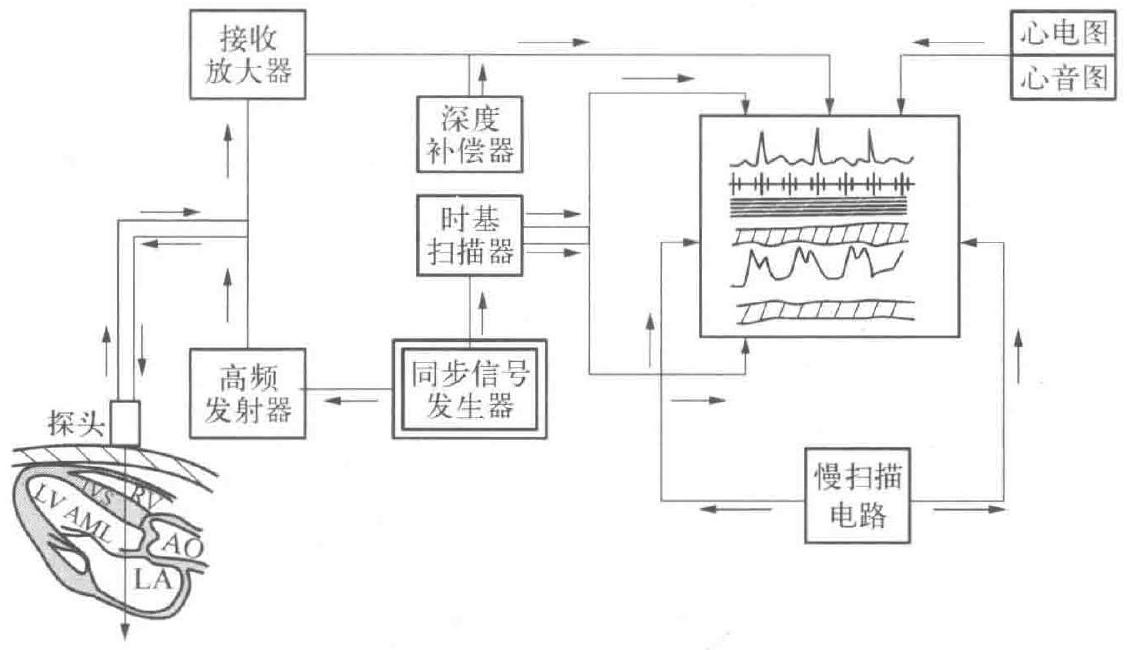 接收
放大器
心电图
心音图
深度
补偿器
时基
扫描器
高频
发射器
同步信号
发生器
探头
慢扫描
电路
LV
IVS
RV
AML
AO
LA